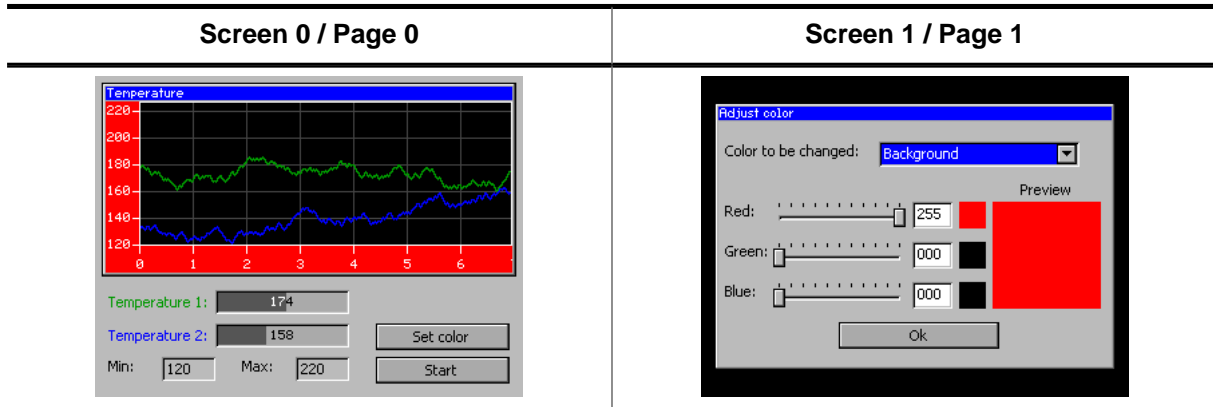 Screen 0 / Page 0
Screen 1 / Page 1
Temperature
220
200
180
160
140
120
0 1 2 3 4 5 6
Temperature 1: 174
Temperature 2: 158
Set color
Min: 120 Max: 220
Start
Adjust color
Color to be changed: Background
Preview
Red: 255
Green: 000
Blue: 000
Ok